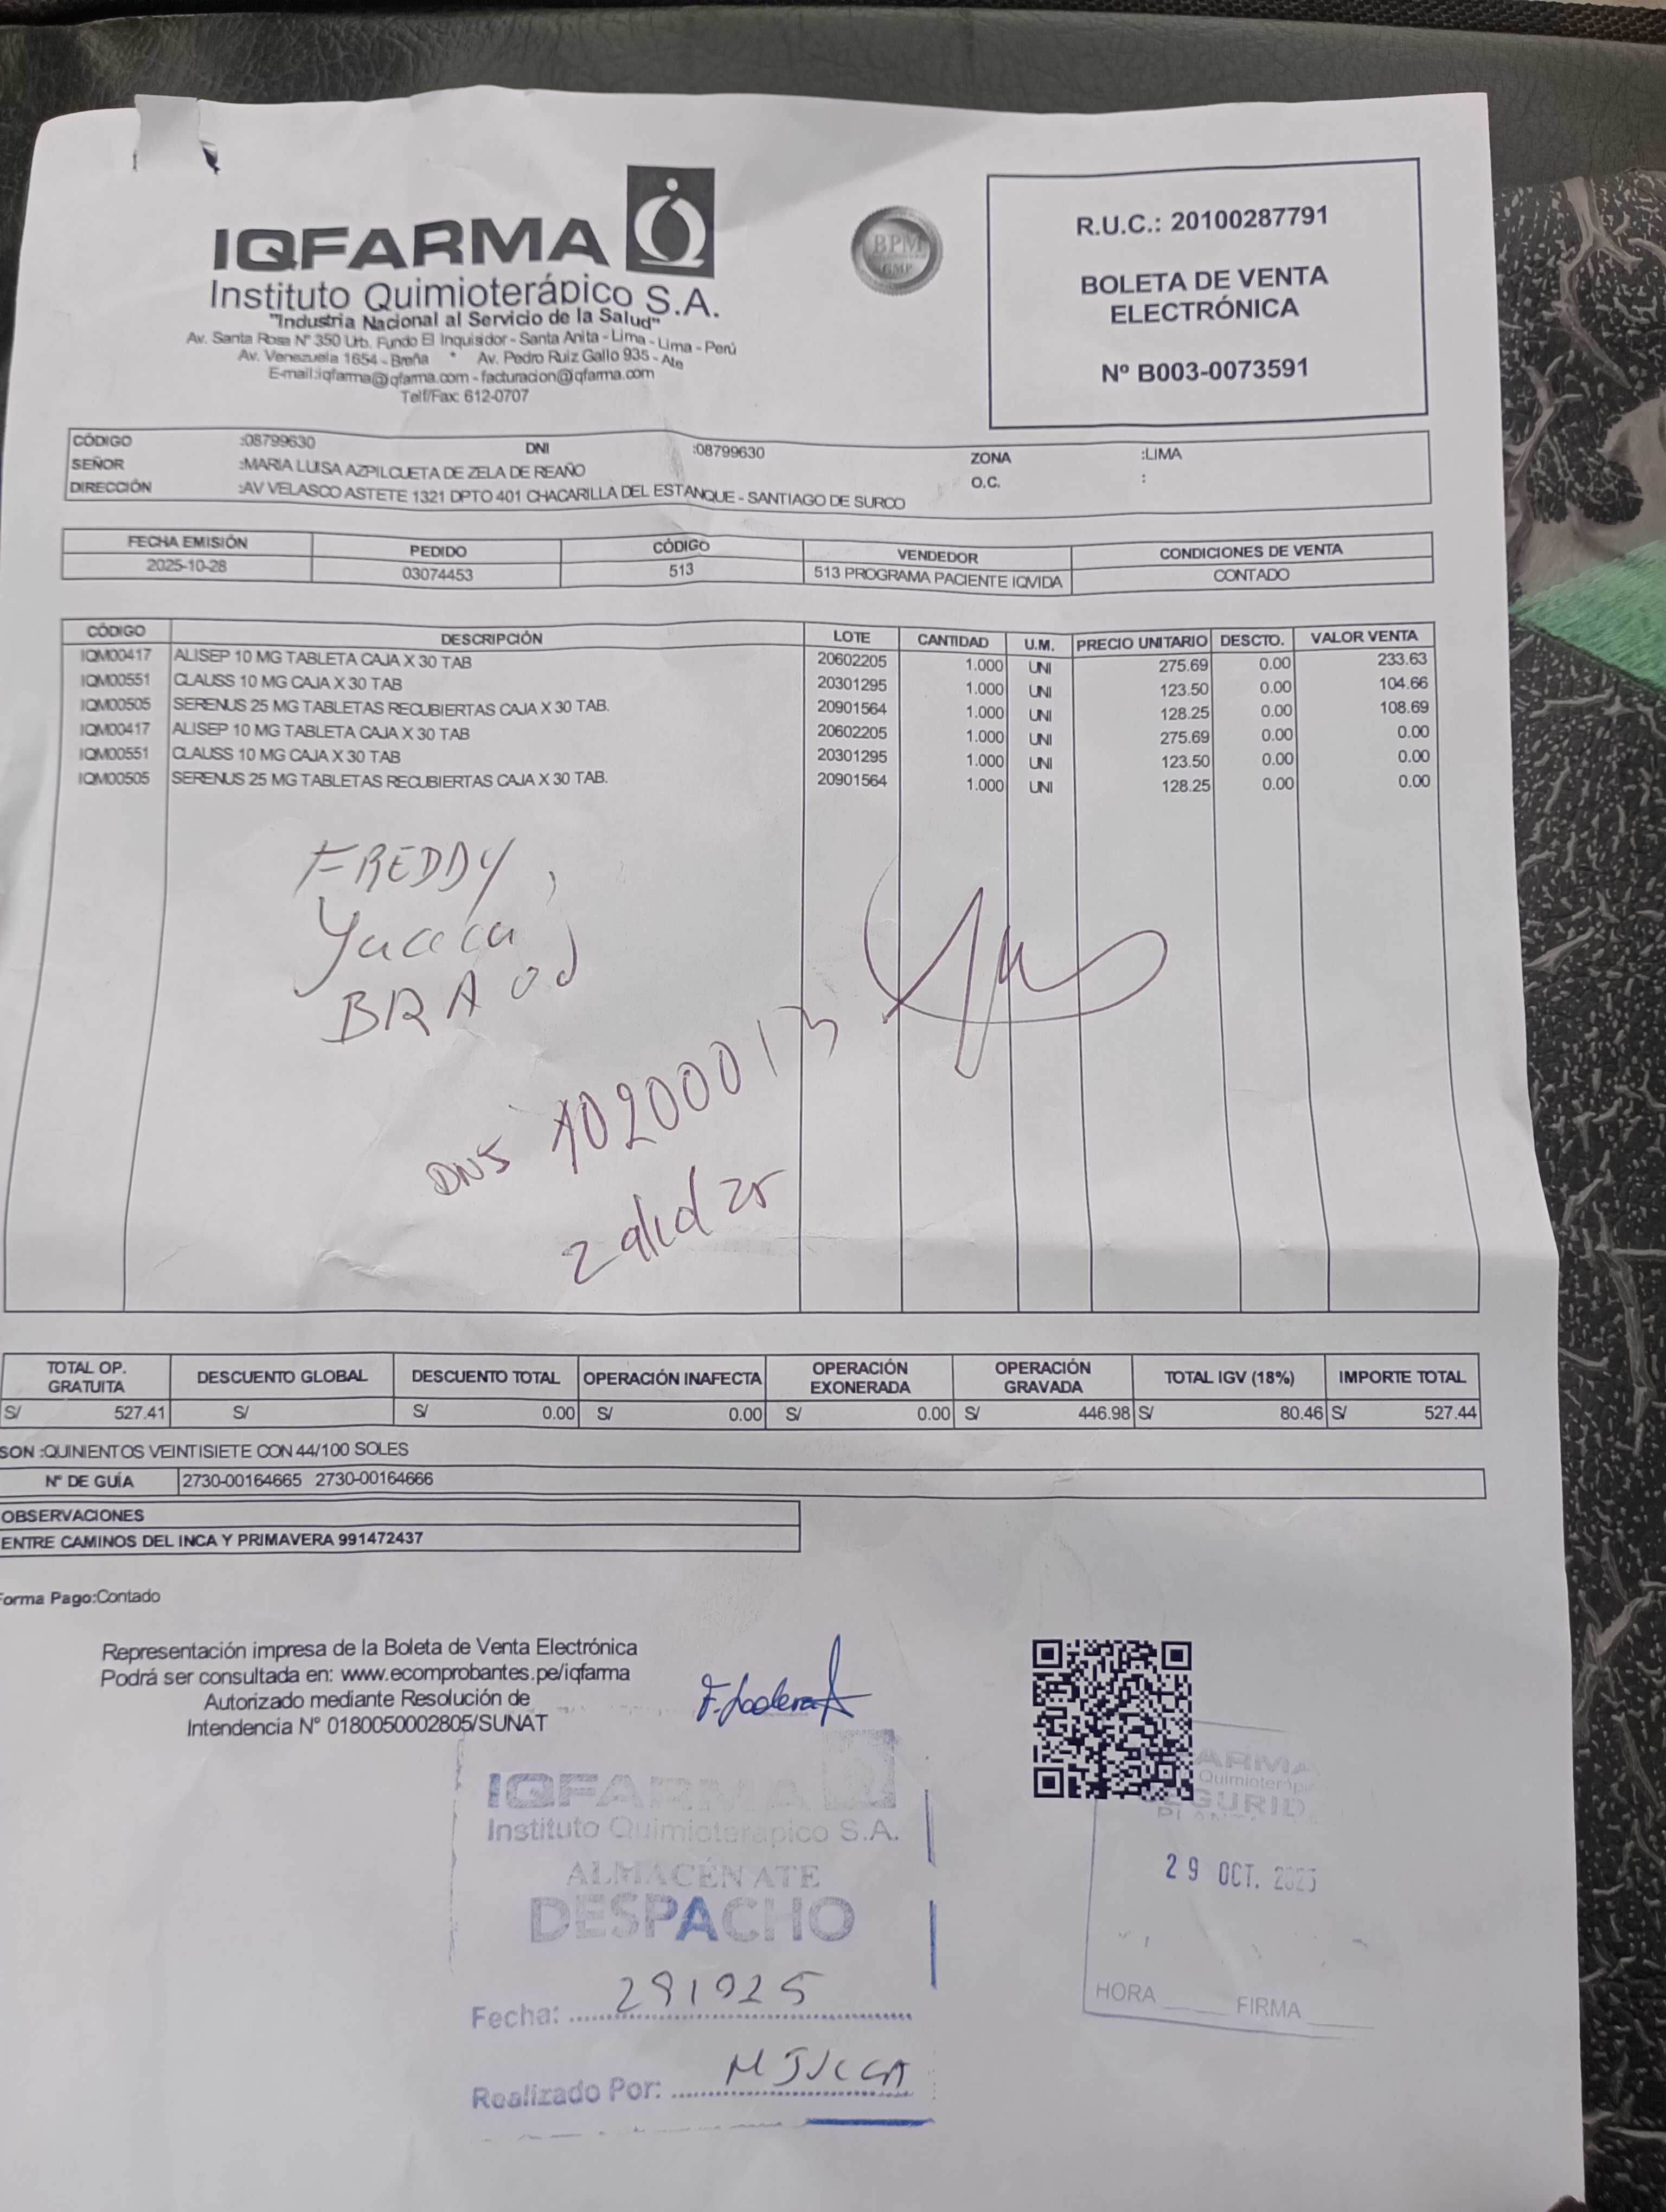 IQFARMA
Instituto Quimioterápico S.A.
"Industria Nacional al Servicio de la Salud"
Av. Santa Rosa N° 350 Urb. Fundo El Inquisidor - Santa Anita - Lima - Lima - Perú
Av. Venezuela 1654 - Breña * Av. Pedro Ruiz Gallo 935 - Ate
E-mail:iqfarma@iqfarma.com - facturacion@iqfarma.com
Telf/Fax: 612-0707
BPM
GMP
R.U.C.: 20100287791
BOLETA DE VENTA
ELECTRÓNICA
Nº B003-0073591
CÓDIGO :08799630 DNI :08799630 ZONA :LIMA
SEÑOR :MARIA LUISA AZPILCUETA DE ZELA DE REAÑO O.C. :
DIRECCIÓN :AV VELASCO ASTETE 1321 DPTO 401 CHACARILLA DEL ESTANQUE - SANTIAGO DE SURCO
FECHA EMISIÓN PEDIDO CÓDIGO VENDEDOR CONDICIONES DE VENTA
2025-10-28 03074453 513 513 PROGRAMA PACIENTE IQVIDA CONTADO
CÓDIGO DESCRIPCIÓN LOTE CANTIDAD U.M. PRECIO UNITARIO DESCTO. VALOR VENTA
IQM00417 ALISEP 10 MG TABLETA CAJA X 30 TAB 20602205 1.000 UNI 275.69 0.00 233.63
IQM00551 CLAUSS 10 MG CAJA X 30 TAB 20301295 1.000 UNI 123.50 0.00 104.66
IQM00505 SERENUS 25 MG TABLETAS RECUBIERTAS CAJA X 30 TAB. 20901564 1.000 UNI 128.25 0.00 108.69
IQM00417 ALISEP 10 MG TABLETA CAJA X 30 TAB 20602205 1.000 UNI 275.69 0.00 0.00
IQM00551 CLAUSS 10 MG CAJA X 30 TAB 20301295 1.000 UNI 123.50 0.00 0.00
IQM00505 SERENUS 25 MG TABLETAS RECUBIERTAS CAJA X 30 TAB. 20901564 1.000 UNI 128.25 0.00 0.00
FREDDY
TOTAL OP. GRATUITA DESCUENTO GLOBAL DESCUENTO TOTAL OPERACIÓN INAFECTA OPERACIÓN EXONERADA OPERACIÓN GRAVADA TOTAL IGV (18%) IMPORTE TOTAL
S/ 527.41 S/ S/ 0.00 S/ 0.00 S/ 0.00 S/ 446.98 S/ 80.46 S/ 527.44
SON :QUINIENTOS VEINTISIETE CON 44/100 SOLES
N° DE GUÍA 2730-00164665 2730-00164666
OBSERVACIONES
ENTRE CAMINOS DEL INCA Y PRIMAVERA 991472437
Forma Pago:Contado
Representación impresa de la Boleta de Venta Electrónica
Podrá ser consultada en: www.ecomprobantes.pe/iqfarma
Autorizado mediante Resolución de
Intendencia N° 0180050002805/SUNAT
IQFARMA
Instituto Quimioterapico S.A.
ALMACÉN ATE
DESPACHO
Fecha: 291025
Realizado Por:
29 OCT. 2025
HORA FIRMA